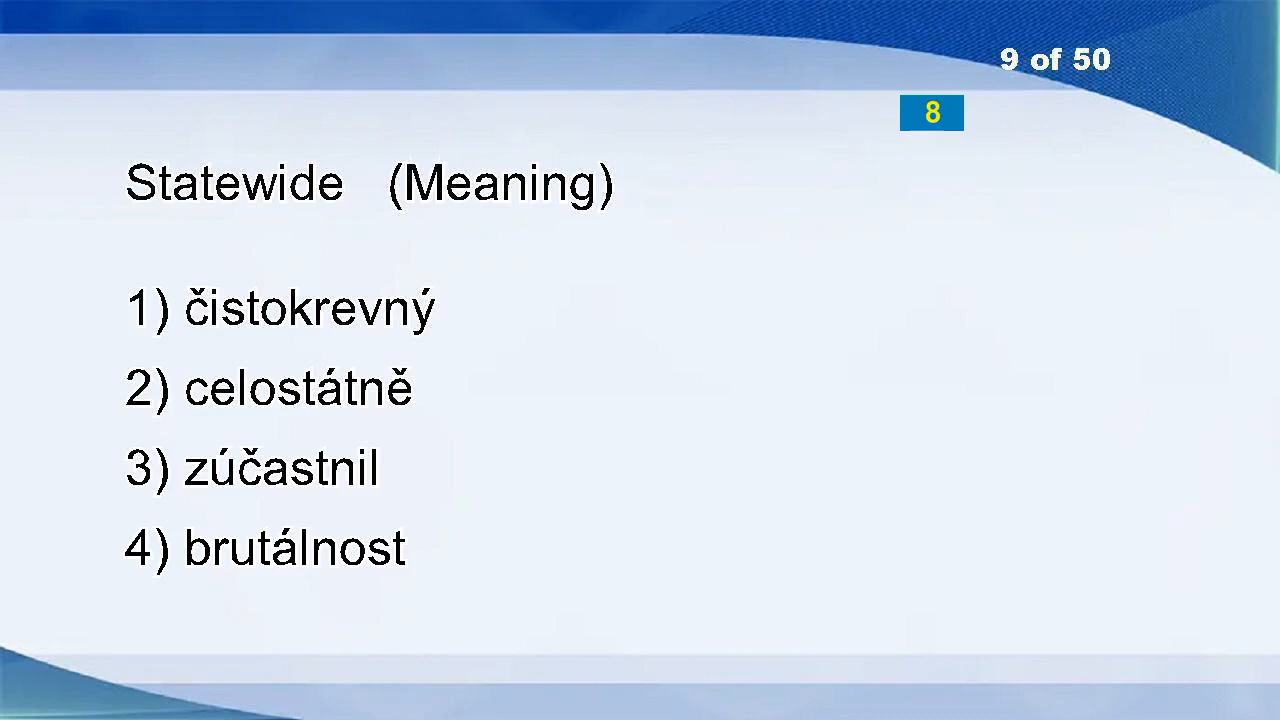 9 of 50
8
Statewide (Meaning)
1) čistokrevný
2) celostátně
3) zúčastnil
4) brutálnost